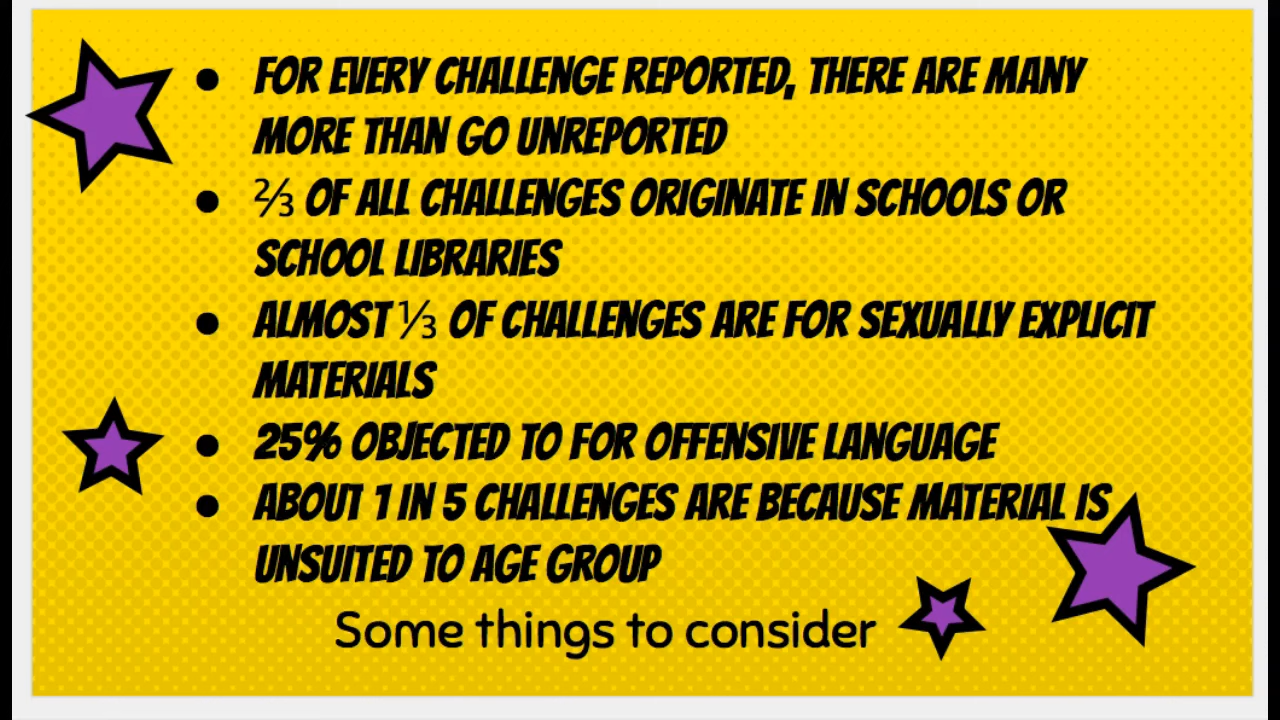 ● FOR EVERY CHALLENGE REPORTED, THERE ARE MANY
MORE THAN GO UNREPORTED
● ⅔ OF ALL CHALLENGES ORIGINATE IN SCHOOLS OR
SCHOOL LIBRARIES
● ALMOST ⅓ OF CHALLENGES ARE FOR SEXUALLY EXPLICIT
MATERIALS
● 25% OBJECTED TO FOR OFFENSIVE LANGUAGE
● ABOUT 1 IN 5 CHALLENGES ARE BECAUSE MATERIAL IS
UNSUITED TO AGE GROUP
Some things to consider